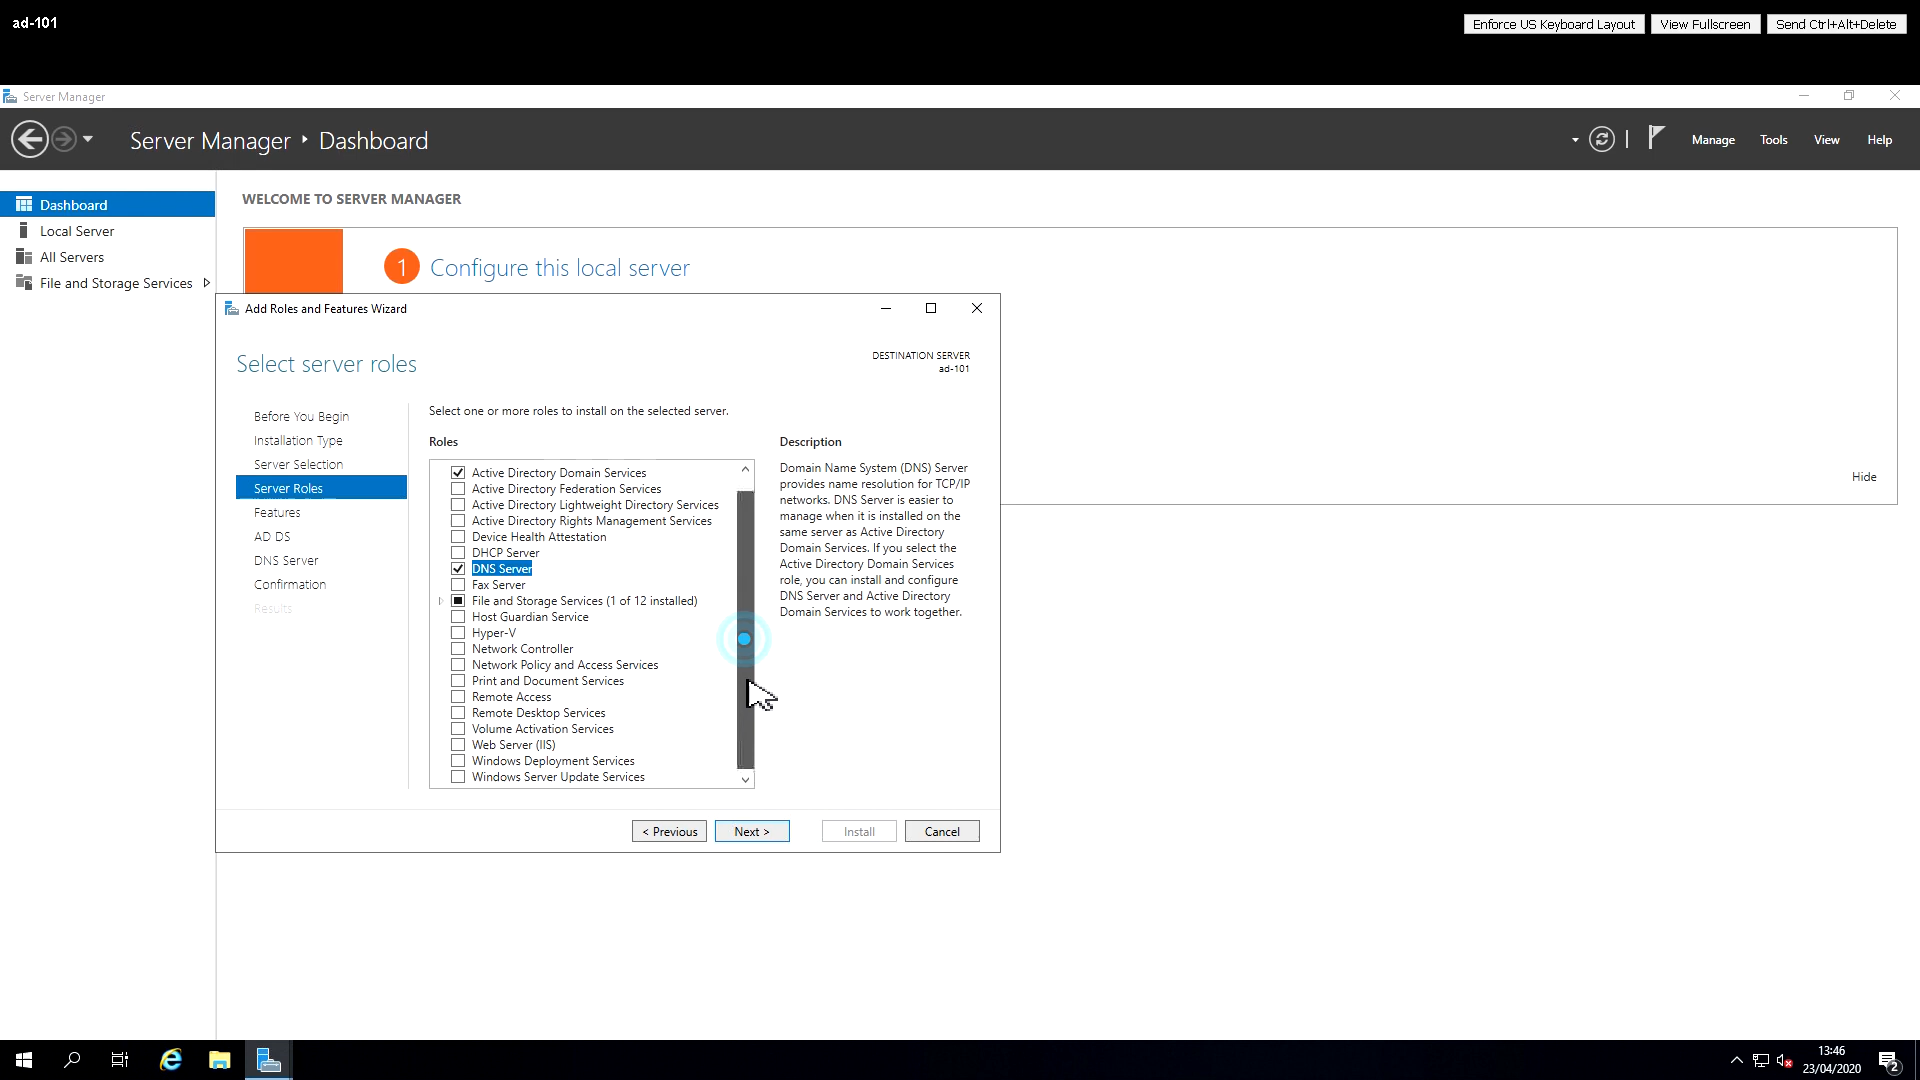 ad-101
Enforce US Keyboard Layout
View Fullscreen
Send Ctrl+Alt+Delete
Server Manager
Server Manager ‣ Dashboard
Manage
Tools
View
Help
Dashboard
Local Server
All Servers
File and Storage Services
WELCOME TO SERVER MANAGER
1 Configure this local server
Hide
Add Roles and Features Wizard
Select server roles
DESTINATION SERVER
ad-101
Before You Begin
Installation Type
Server Selection
Server Roles
Features
AD DS
DNS Server
Confirmation
Results
Select one or more roles to install on the selected server.
Roles
Active Directory Domain Services
Active Directory Federation Services
Active Directory Lightweight Directory Services
Active Directory Rights Management Services
Device Health Attestation
DHCP Server
DNS Server
Fax Server
File and Storage Services (1 of 12 installed)
Host Guardian Service
Hyper-V
Network Controller
Network Policy and Access Services
Print and Document Services
Remote Access
Remote Desktop Services
Volume Activation Services
Web Server (IIS)
Windows Deployment Services
Windows Server Update Services
Description
Domain Name System (DNS) Server
provides name resolution for TCP/IP
networks. DNS Server is easier to
manage when it is installed on the
same server as Active Directory
Domain Services. If you select the
Active Directory Domain Services
role, you can install and configure
DNS Server and Active Directory
Domain Services to work together.
< Previous
Next >
Install
Cancel
13:46
23/04/2020
2